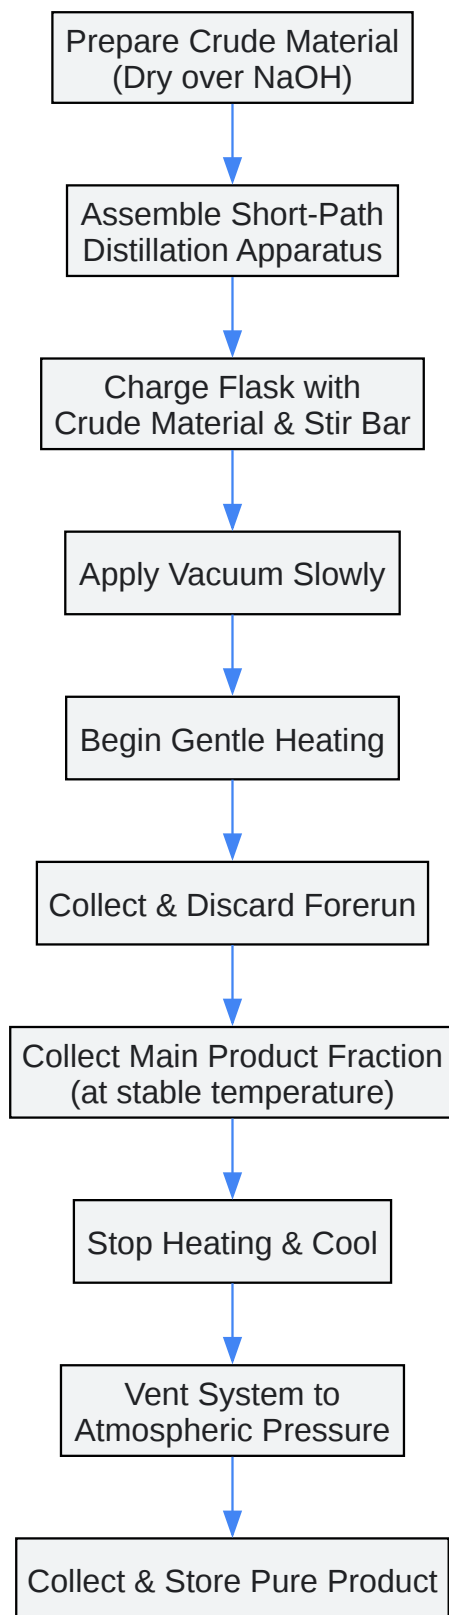 Prepare Crude Material
(Dry over NaOH)
Assemble Short-Path
Distillation Apparatus
Charge Flask with
Crude Material & Stir Bar
Apply Vacuum Slowly
Begin Gentle Heating
Collect & Discard Forerun
Collect Main Product Fraction
(at stable temperature)
Stop Heating & Cool
Vent System to
Atmospheric Pressure
Collect & Store Pure Product